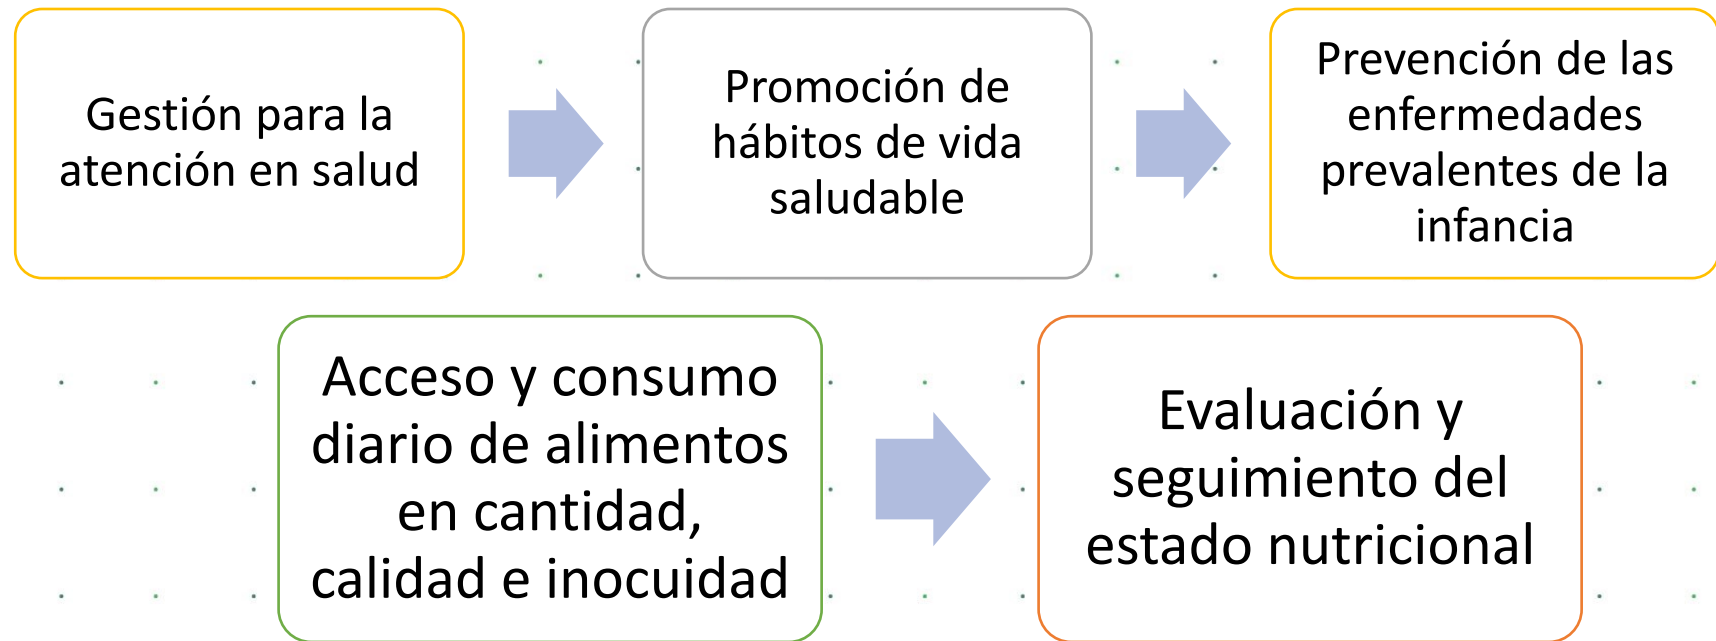 Gestión para la
atención en salud
Promoción de
hábitos de vida
saludable
Prevención de las
enfermedades
prevalentes de la
infancia
Acceso y consumo
diario de alimentos
en cantidad,
calidad e inocuidad
Evaluación y
seguimiento del
estado nutricional